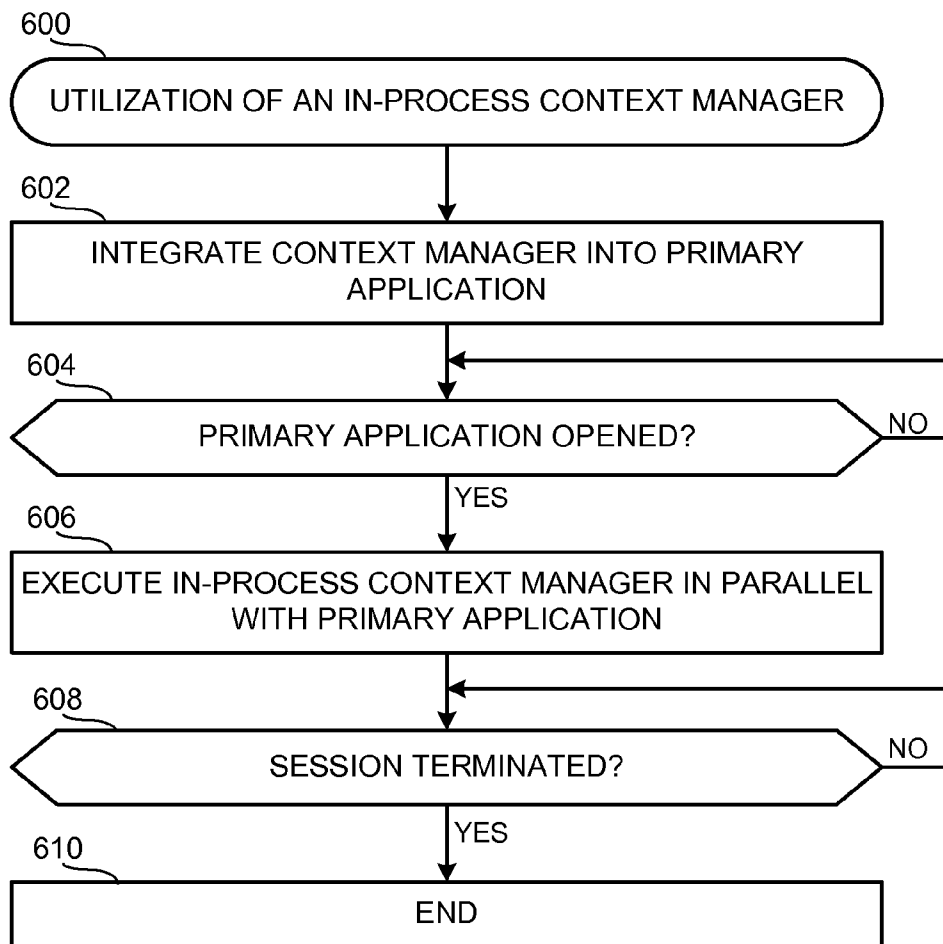 600
UTILIZATION OF AN IN-PROCESS CONTEXT MANAGER
602
INTEGRATE CONTEXT MANAGER INTO PRIMARY
APPLICATION
604
PRIMARY APPLICATION OPENED?
NO
YES
606
EXECUTE IN-PROCESS CONTEXT MANAGER IN PARALLEL
WITH PRIMARY APPLICATION
608
SESSION TERMINATED?
NO
YES
610
END